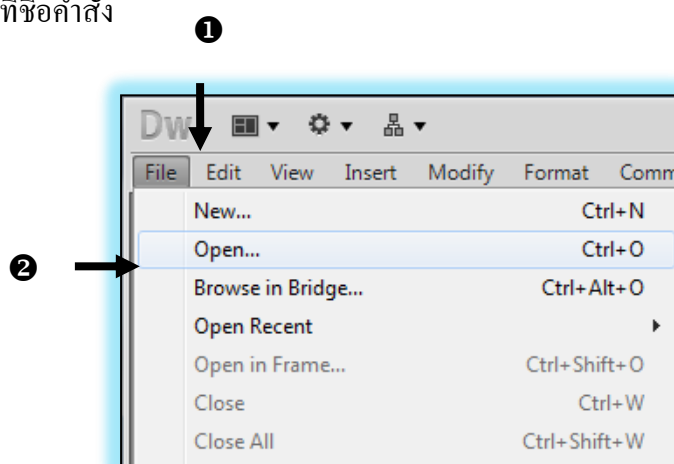 ที่ชื่อคำสั่ง
❶
Dw
File Edit View Insert Modify Format Comm
New... Ctrl+N
❷
Open... Ctrl+O
Browse in Bridge... Ctrl+Alt+O
Open Recent
Open in Frame... Ctrl+Shift+O
Close Ctrl+W
Close All Ctrl+Shift+W